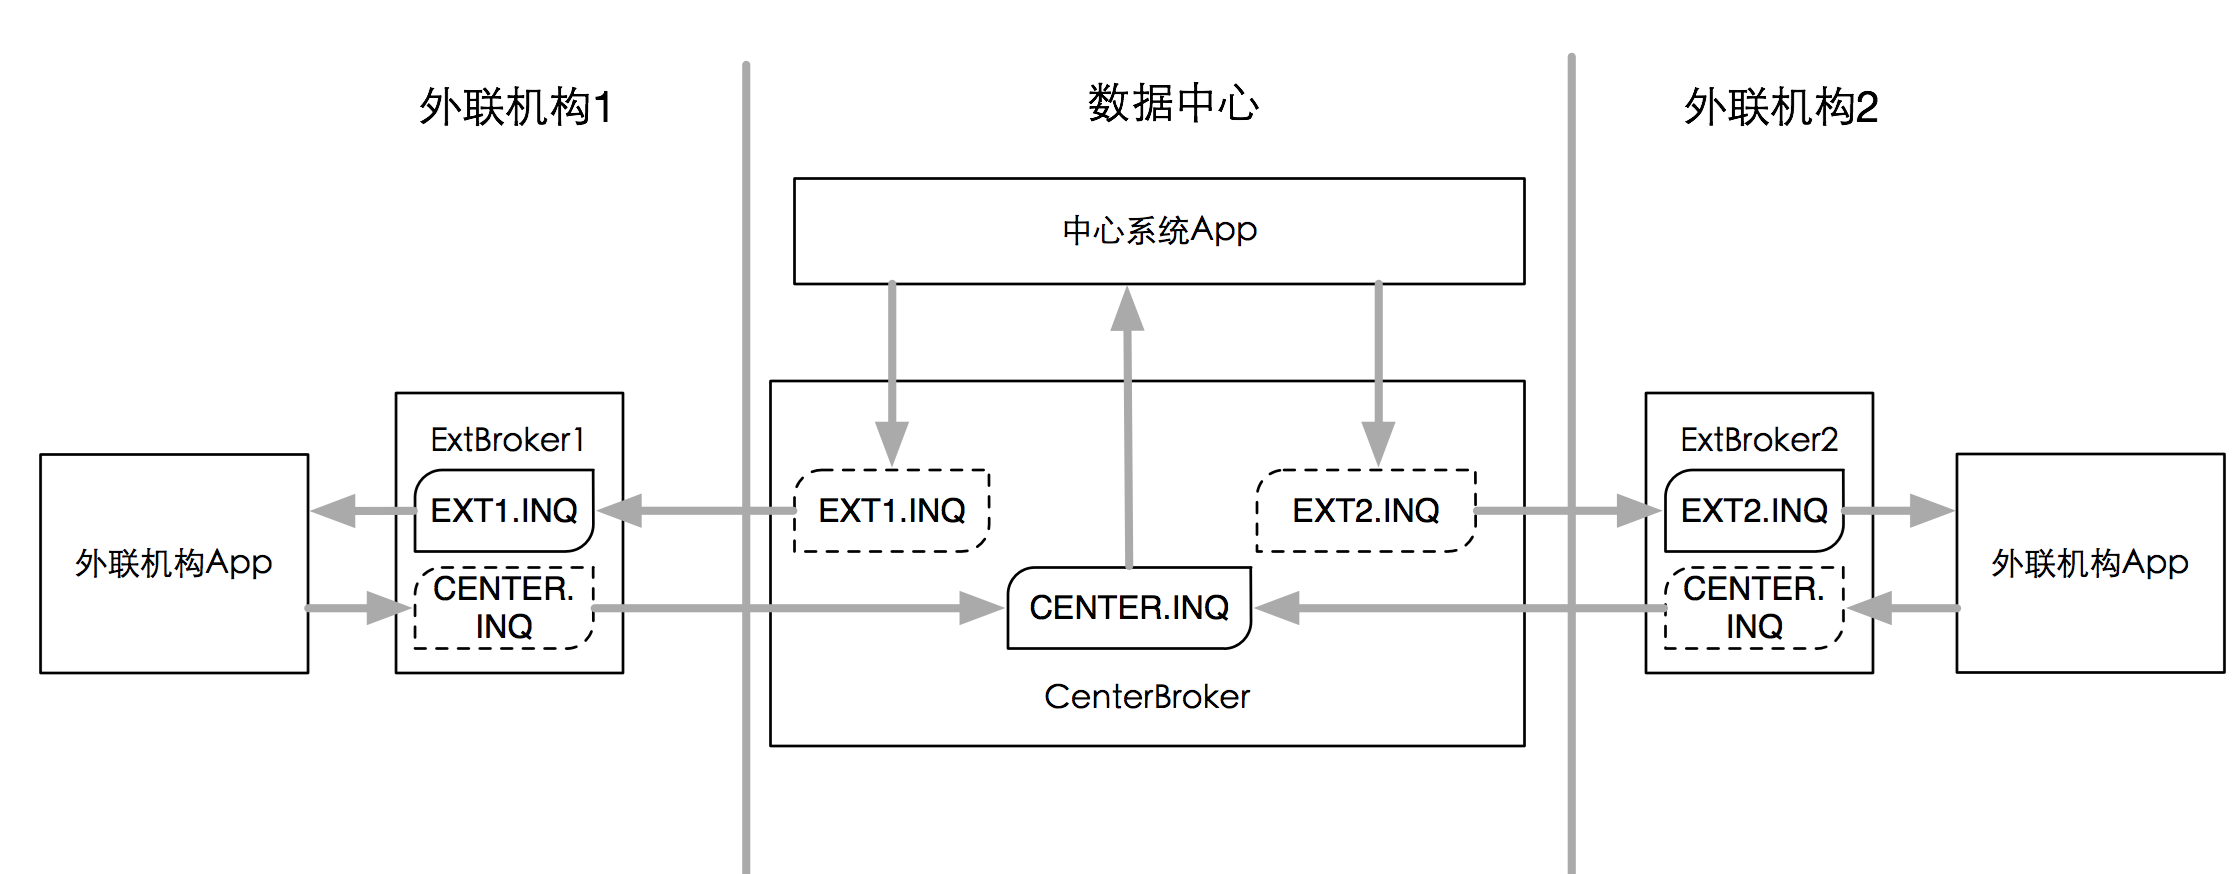 外联机构1
数据中心
外联机构2
中心系统App
ExtBroker1
EXT1.INQ
CENTER.
INQ
外联机构App
EXT1.INQ
EXT2.INQ
CENTER.INQ
CenterBroker
ExtBroker2
EXT2.INQ
CENTER.
INQ
外联机构App